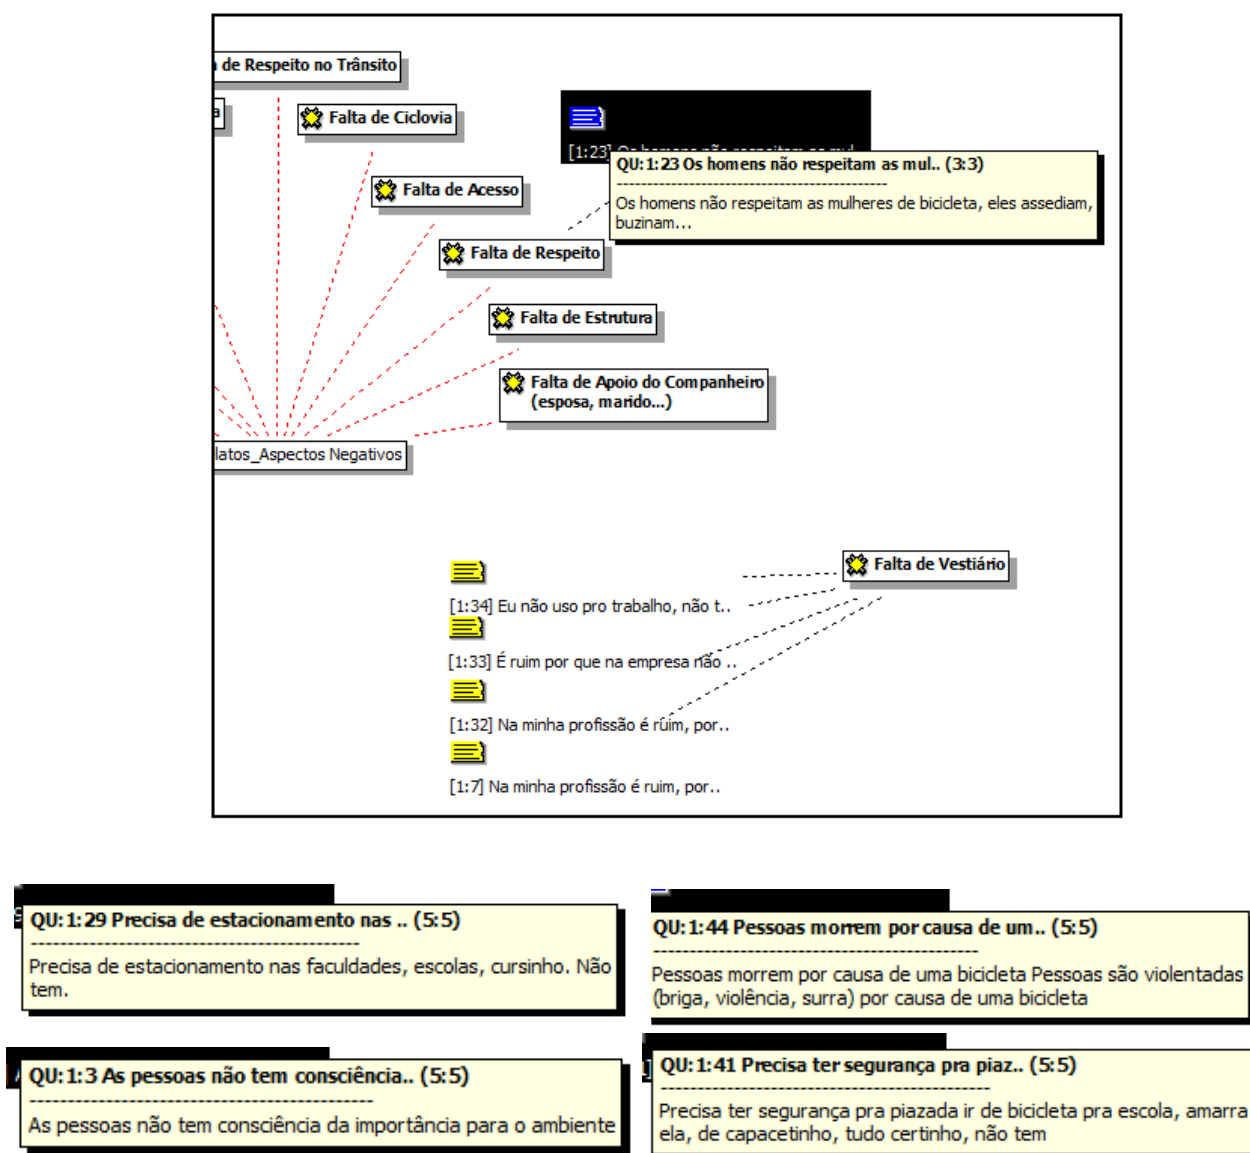 de Respeito no Trânsito
a
Falta de Ciclovia
[1:23] Os homens não respeitam as mul..
QU: 1:23 Os homens não respeitam as mul.. (3:3)
Os homens não respeitam as mulheres de bicicleta, eles assediam,
buzinam...
Falta de Acesso
Falta de Respeito
Falta de Estrutura
Falta de Apoio do Companheiro
(esposa, marido...)
latos_Aspectos Negativos
Falta de Vestiário
[1:34] Eu não uso pro trabalho, não t..
[1:33] É ruim por que na empresa não ..
[1:32] Na minha profissão é ruim, por..
[1:7] Na minha profissão é ruim, por..
QU: 1:29 Precisa de estacionamento nas .. (5:5)
Precisa de estacionamento nas faculdades, escolas, cursinho. Não
tem.
QU: 1:44 Pessoas morrem por causa de um.. (5:5)
Pessoas morrem por causa de uma bicicleta Pessoas são violentadas
(briga, violência, surra) por causa de uma bicicleta
QU: 1:3 As pessoas não tem consciência.. (5:5)
As pessoas não tem consciência da importância para o ambiente
QU: 1:41 Precisa ter segurança pra piaz.. (5:5)
Precisa ter segurança pra piazada ir de bicicleta pra escola, amarra
ela, de capacetinho, tudo certinho, não tem